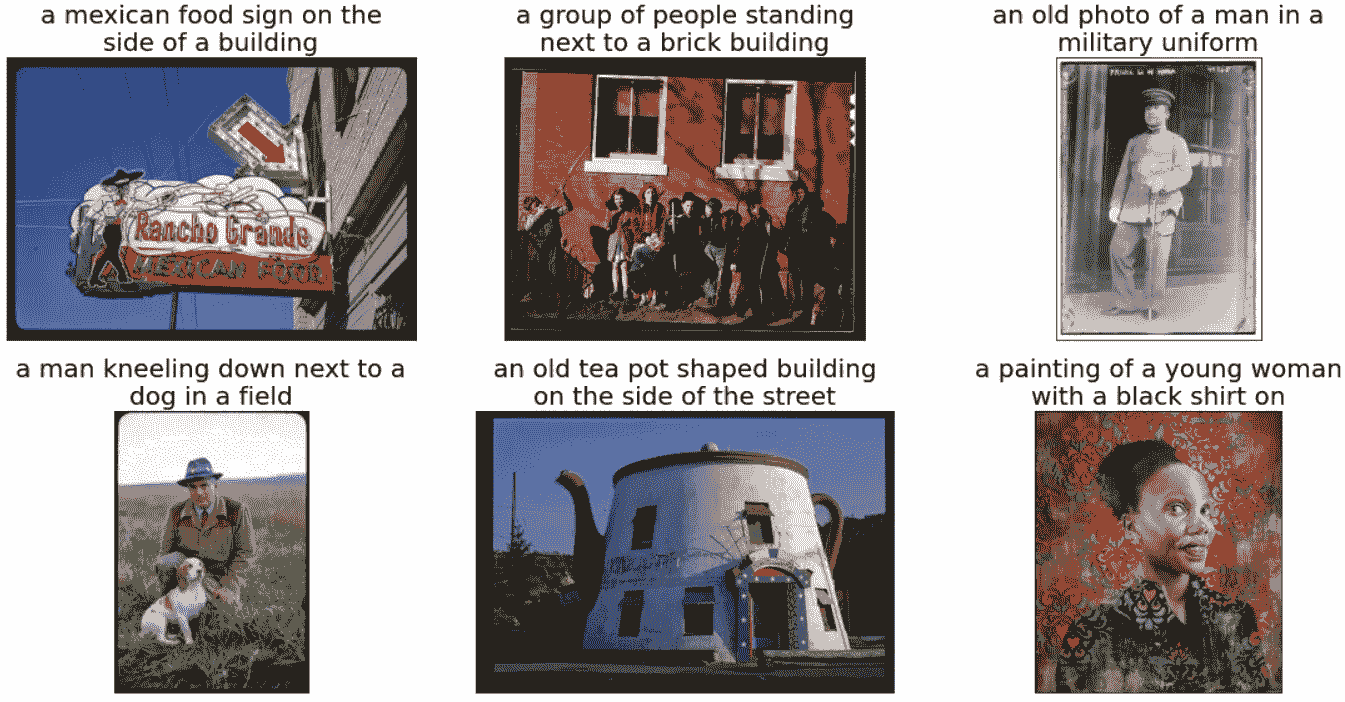 a mexican food sign on the
side of a building
a group of people standing
next to a brick building
an old photo of a man in a
military uniform
Rancho Grande
MEXICAN FOOD
a man kneeling down next to a
dog in a field
an old tea pot shaped building
on the side of the street
a painting of a young woman
with a black shirt on